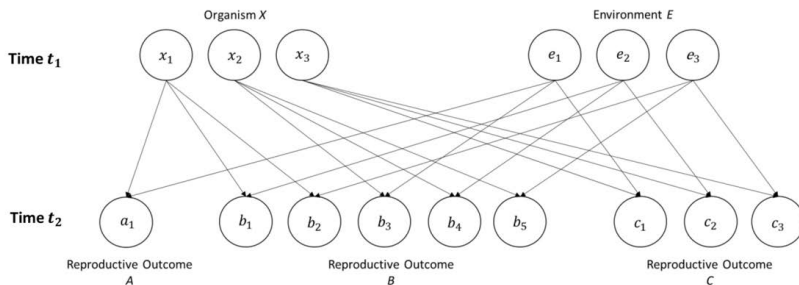 Organism X
Environment E
Time t₁
x₁
x₂
x₃
e₁
e₂
e₃
Time t₂
a₁
b₁
b₂
b₃
b₄
b₅
c₁
c₂
c₃
Reproductive Outcome
A
Reproductive Outcome
B
Reproductive Outcome
C